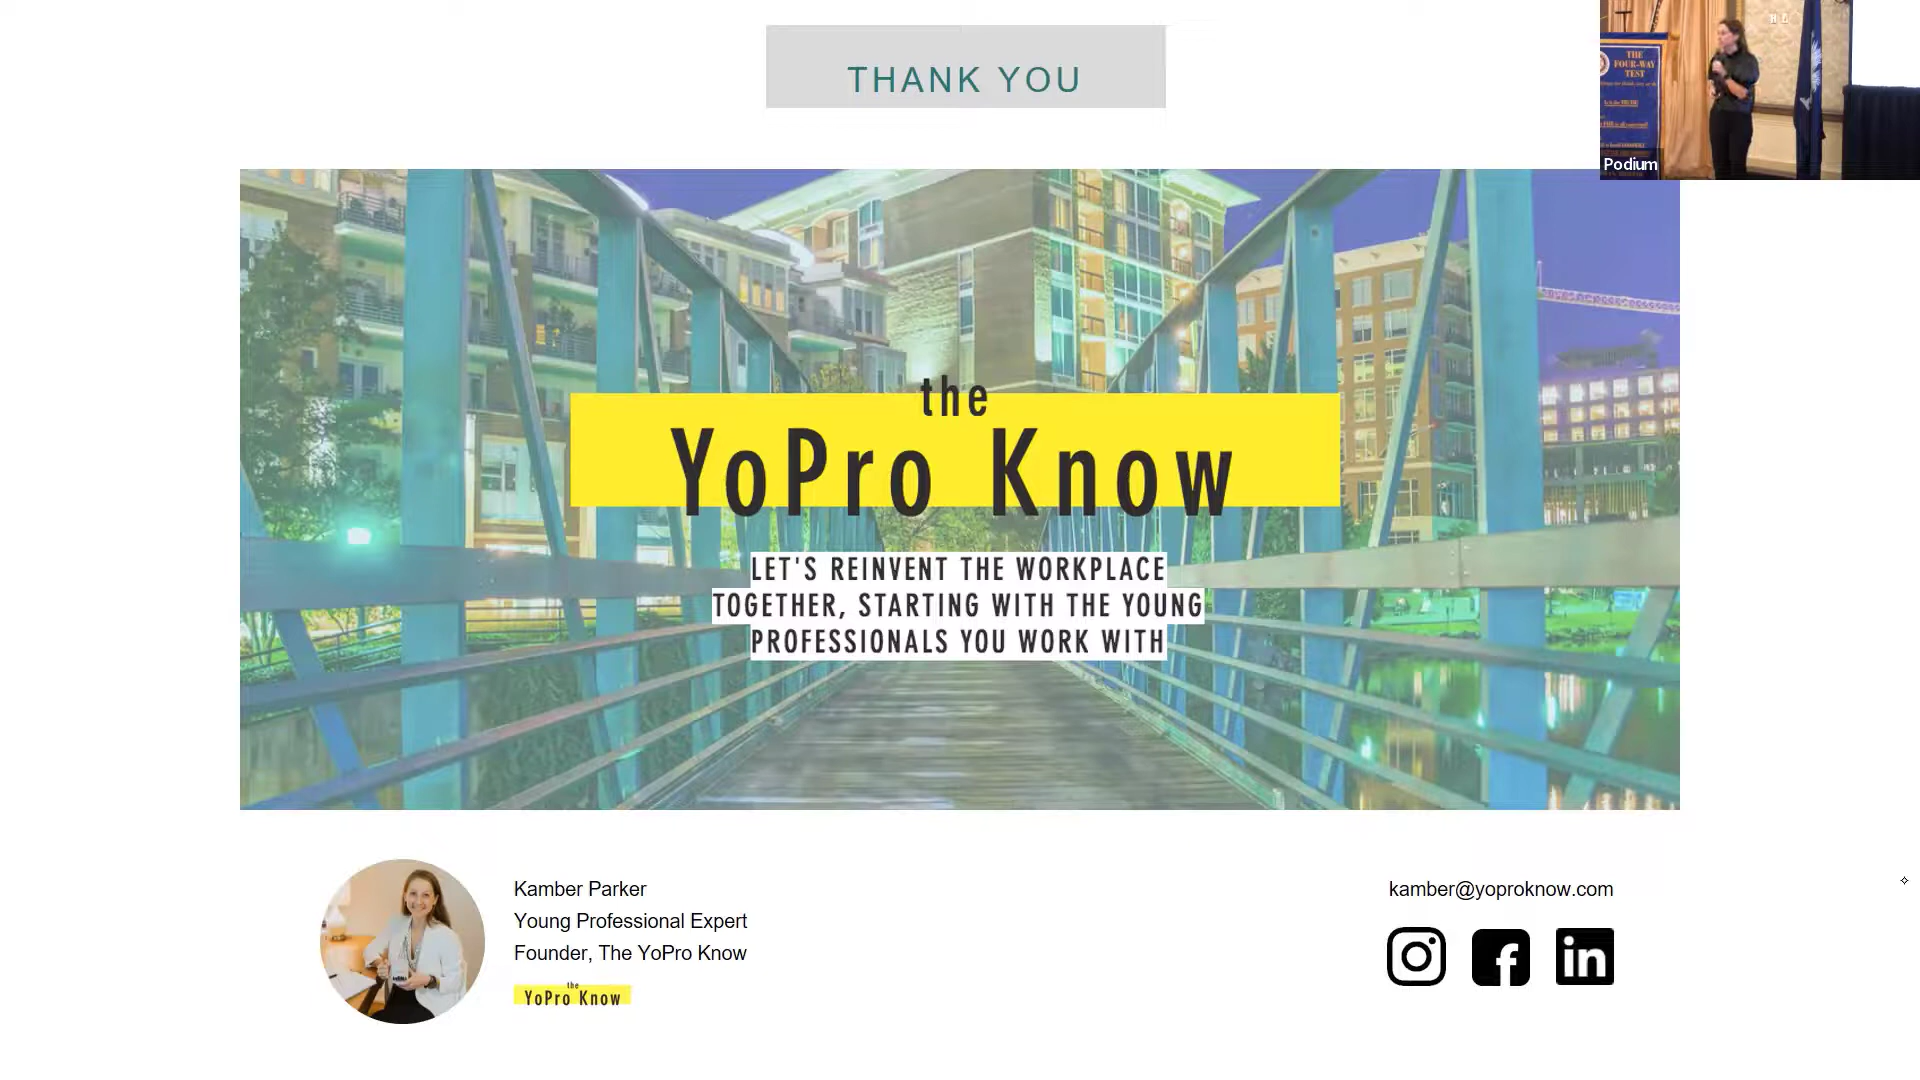 THANK YOU
THE
FOUR-WAY
TEST
Podium
the
YoPro Know
LET'S REINVENT THE WORKPLACE
TOGETHER, STARTING WITH THE YOUNG
PROFESSIONALS YOU WORK WITH
Kamber Parker
Young Professional Expert
Founder, The YoPro Know
the
YoPro Know
kamber@yoproknow.com